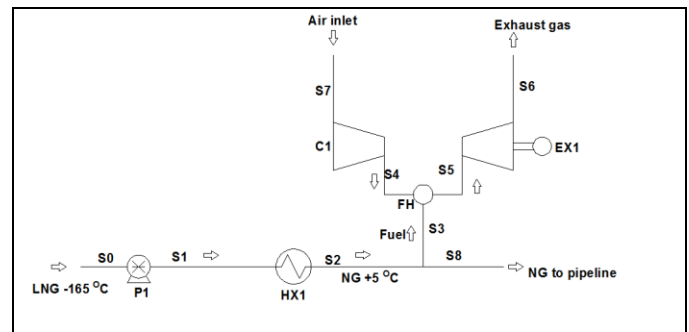 Air inlet
Exhaust gas
S7
S6
C1
EX1
S4
S5
FH
Fuel
S3
S0
S1
S2
S8
LNG -165 °C
P1
HX1
NG +5 °C
NG to pipeline